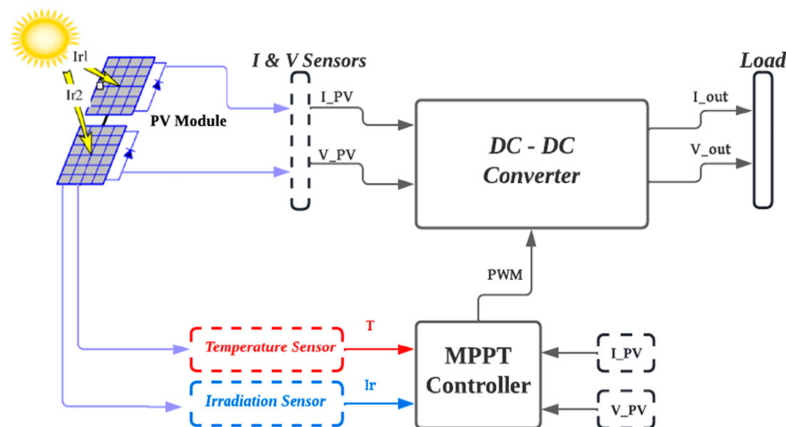 Ir1
Ir2
PV Module
I & V Sensors
I_PV
V_PV
DC - DC
Converter
Load
I_out
V_out
PWM
Temperature Sensor
T
Irradiation Sensor
Ir
MPPT
Controller
I_PV
V_PV